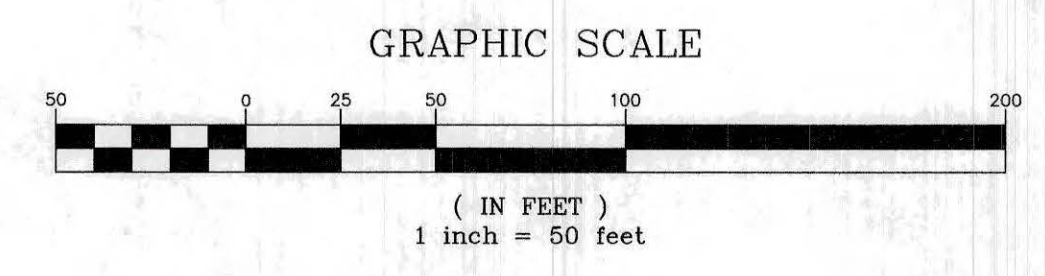 GRAPHIC SCALE
50 0 25 50 100 200
( IN FEET )
1 inch = 50 feet